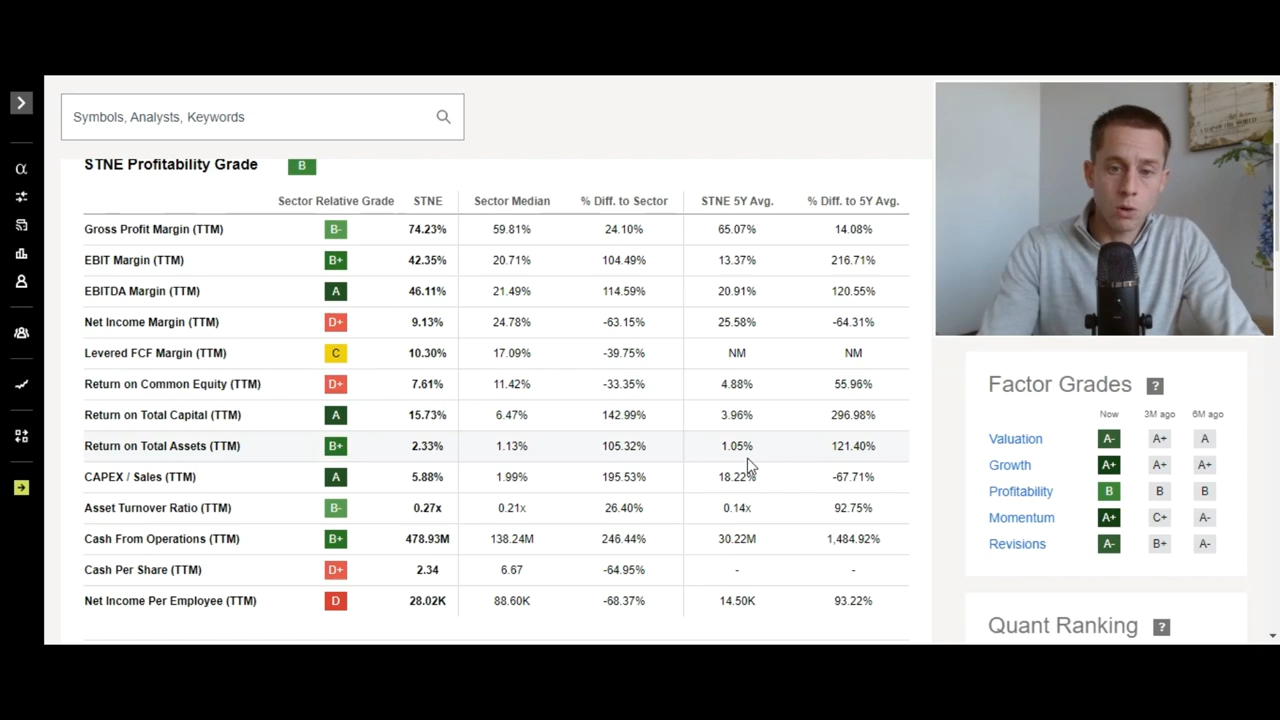 Symbols, Analysts, Keywords
STNE Profitability Grade B
Sector Relative Grade STNE Sector Median % Diff. to Sector STNE 5Y Avg. % Diff. to 5Y Avg.
Gross Profit Margin (TTM) B- 74.23% 59.81% 24.10% 65.07% 14.08%
EBIT Margin (TTM) B+ 42.35% 20.71% 104.49% 13.37% 216.71%
EBITDA Margin (TTM) A 46.11% 21.49% 114.59% 20.91% 120.55%
Net Income Margin (TTM) D+ 9.13% 24.78% -63.15% 25.58% -64.31%
Levered FCF Margin (TTM) C 10.30% 17.09% -39.75% NM NM
Return on Common Equity (TTM) D+ 7.61% 11.42% -33.35% 4.88% 55.96%
Return on Total Capital (TTM) A 15.73% 6.47% 142.99% 3.96% 296.98%
Return on Total Assets (TTM) B+ 2.33% 1.13% 105.32% 1.05% 121.40%
CAPEX / Sales (TTM) A 5.88% 1.99% 195.53% 18.22% -67.71%
Asset Turnover Ratio (TTM) B- 0.27x 0.21x 26.40% 0.14x 92.75%
Cash From Operations (TTM) B+ 478.93M 138.24M 246.44% 30.22M 1,484.92%
Cash Per Share (TTM) D+ 2.34 6.67 -64.95% - -
Net Income Per Employee (TTM) D 28.02K 88.60K -68.37% 14.50K 93.22%
Factor Grades ?
Now 3M ago 6M ago
Valuation A- A+ A
Growth A+ A+ A+
Profitability B B B
Momentum A+ C+ A-
Revisions A- B+ A-
Quant Ranking ?